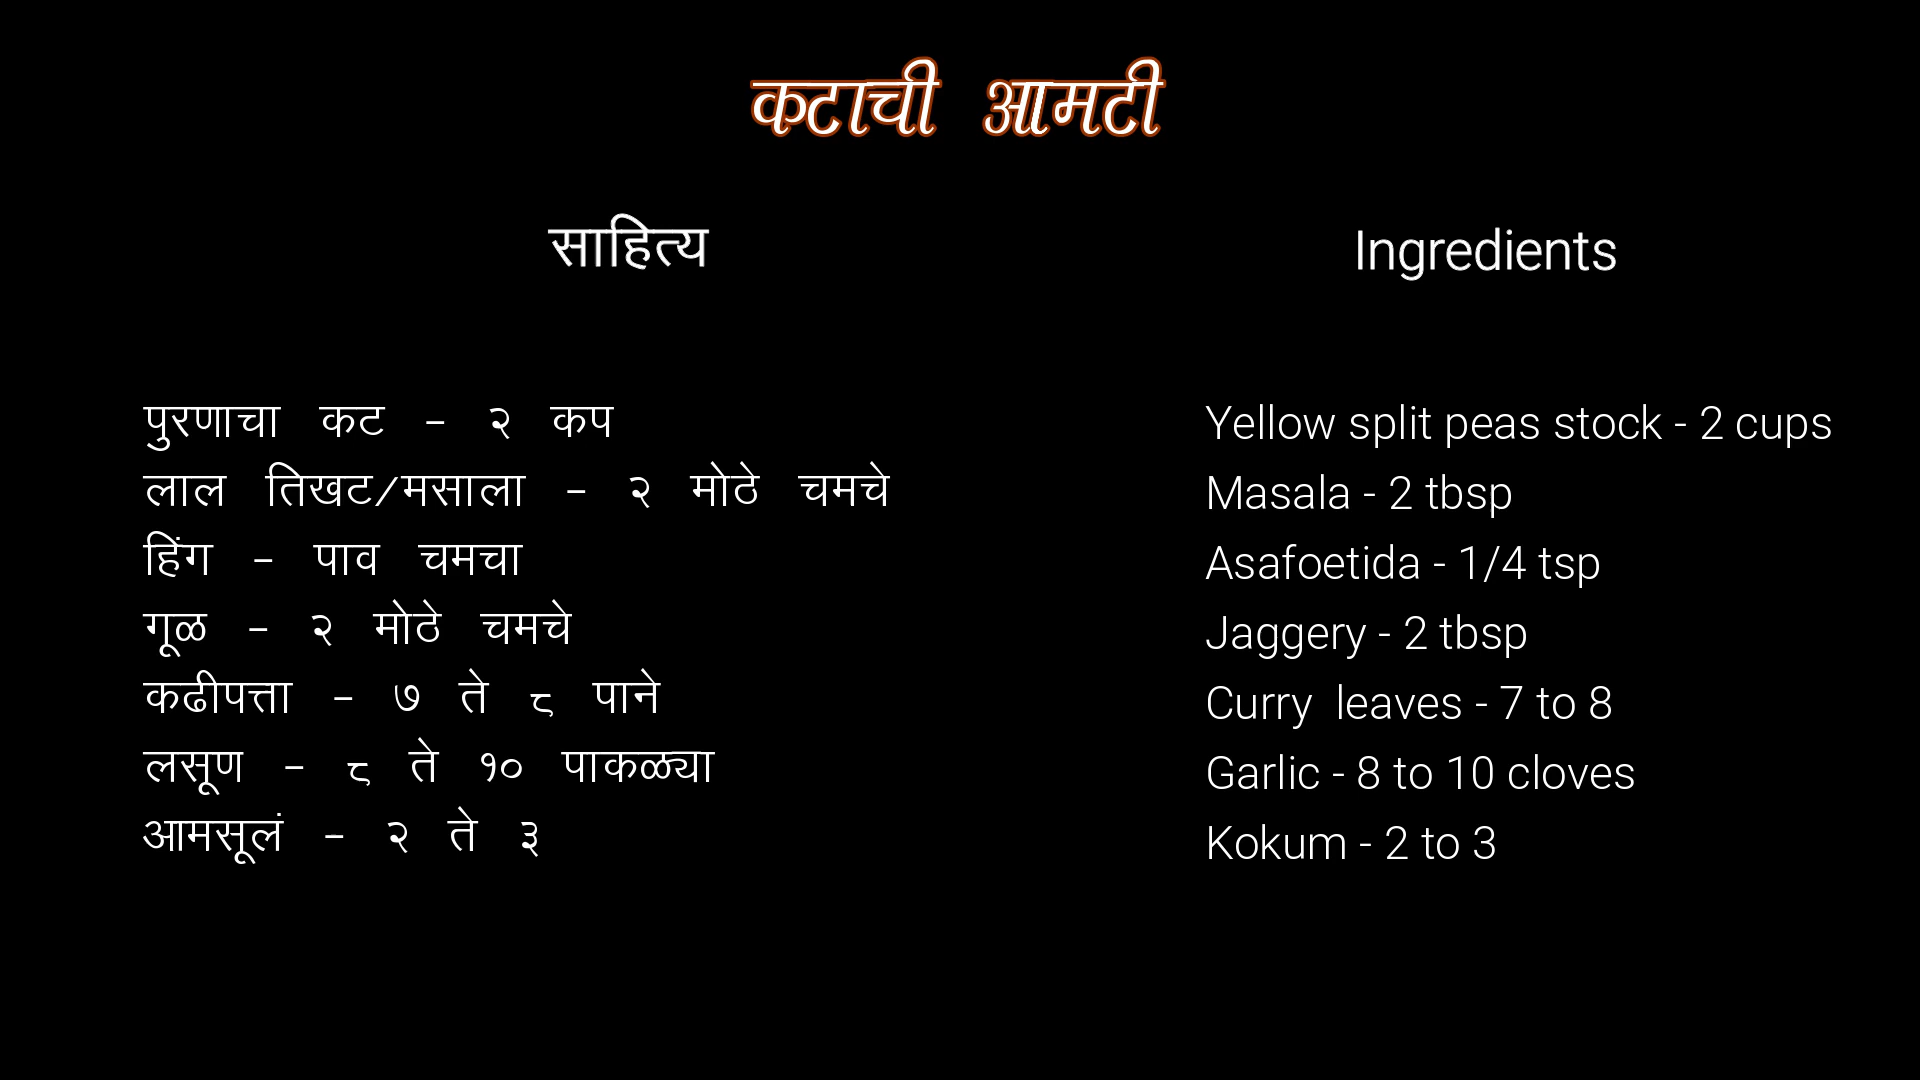 कटाची आमटी
साहित्य
पुरणाचा कट - २ कप
लाल तिखट/मसाला - २ मोठे चमचे
हिंग - पाव चमचा
गूळ - २ मोठे चमचे
कढीपत्ता - ७ ते ८ पाने
लसूण - ८ ते १० पाकळ्या
आमसूलं - २ ते ३
Ingredients
Yellow split peas stock - 2 cups
Masala - 2 tbsp
Asafoetida - 1/4 tsp
Jaggery - 2 tbsp
Curry leaves - 7 to 8
Garlic - 8 to 10 cloves
Kokum - 2 to 3